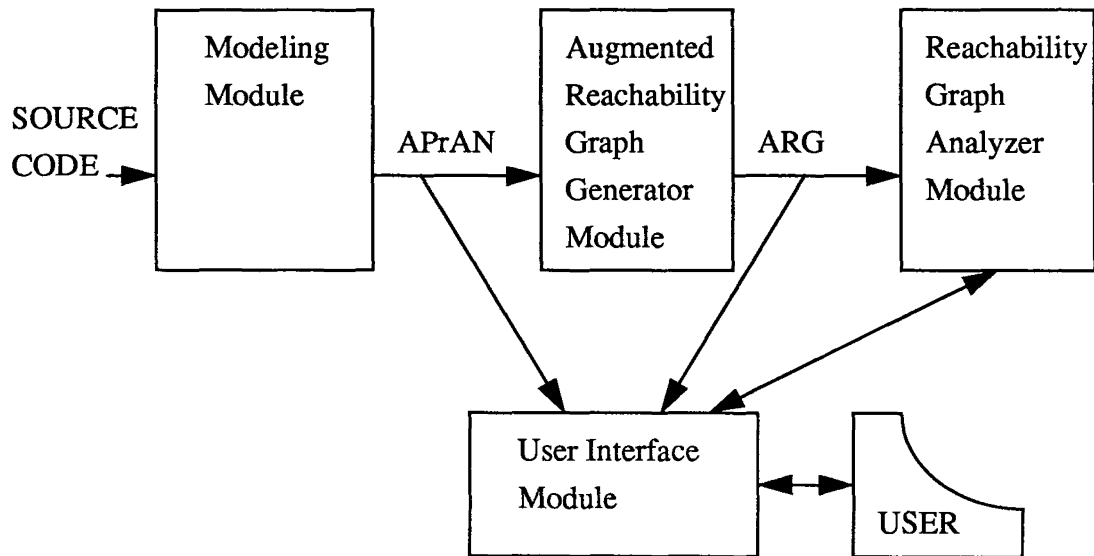 SOURCE
CODE
Modeling
Module
APrAN
Augmented
Reachability
Graph
Generator
Module
ARG
Reachability
Graph
Analyzer
Module
User Interface
Module
USER